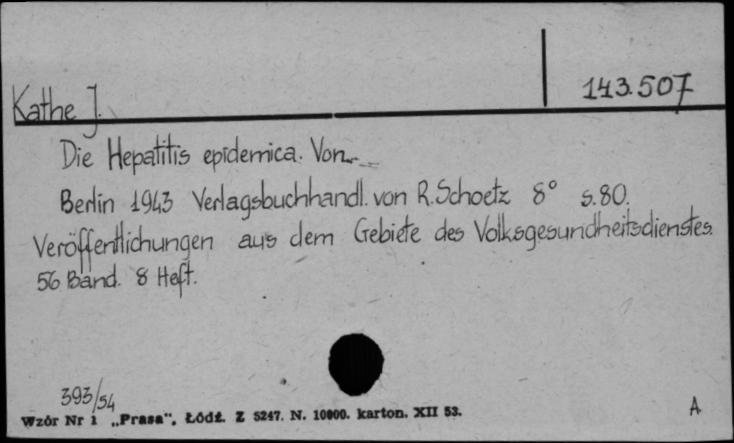 143.507
Kathe J.
Die Hepatitis epidemica. Von
Berlin 1943 Verlagsbuchhandl. von R. Schoetz 8° s. 80.
Veröffentlichungen aus dem Gebiete des Volksgesundheitsdienstes.
56 Band. 8 Heft.
393/54
Wzór Nr 1 „Prasa“, Łódź. Z 5247. N. 10000. karton. XII 53.
A